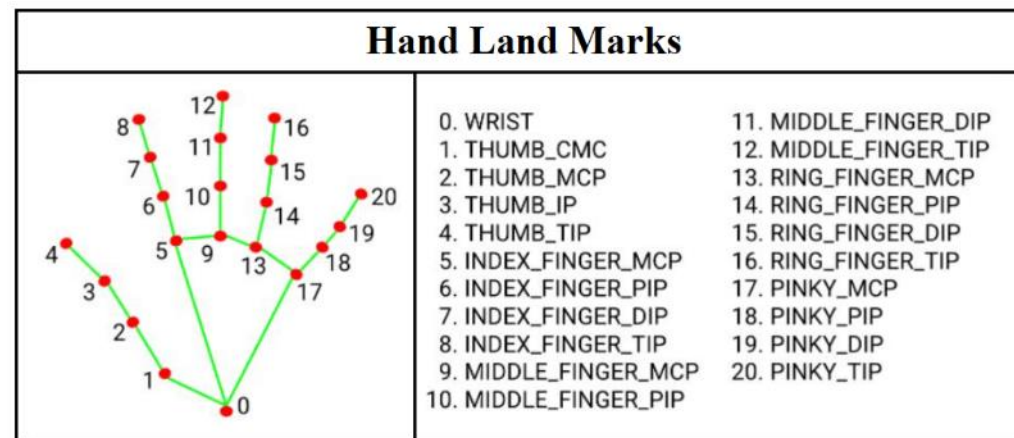 Hand Land Marks
12
8
16
11
7
15
10
20
6
14
19
4
5
9
13
18
3
17
2
1
0
0. WRIST
1. THUMB_CMC
2. THUMB_MCP
3. THUMB_IP
4. THUMB_TIP
5. INDEX_FINGER_MCP
6. INDEX_FINGER_PIP
7. INDEX_FINGER_DIP
8. INDEX_FINGER_TIP
9. MIDDLE_FINGER_MCP
10. MIDDLE_FINGER_PIP
11. MIDDLE_FINGER_DIP
12. MIDDLE_FINGER_TIP
13. RING_FINGER_MCP
14. RING_FINGER_PIP
15. RING_FINGER_DIP
16. RING_FINGER_TIP
17. PINKY_MCP
18. PINKY_PIP
19. PINKY_DIP
20. PINKY_TIP